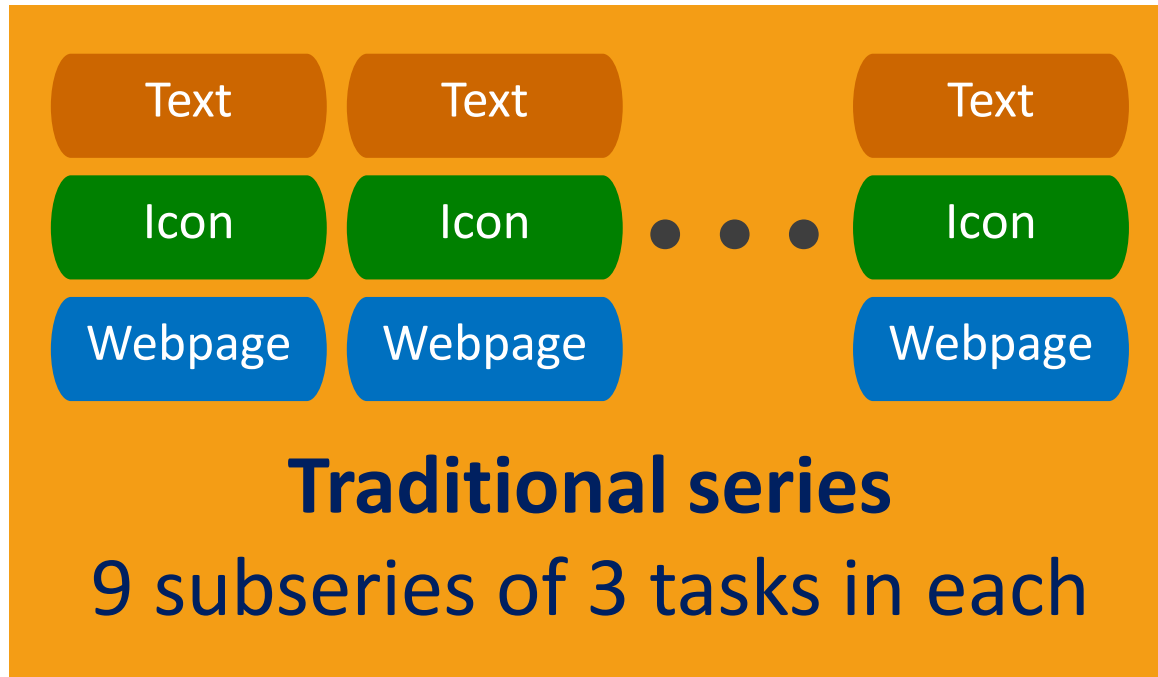 Text Text Text
Icon Icon Icon
Webpage Webpage Webpage
Traditional series
9 subseries of 3 tasks in each